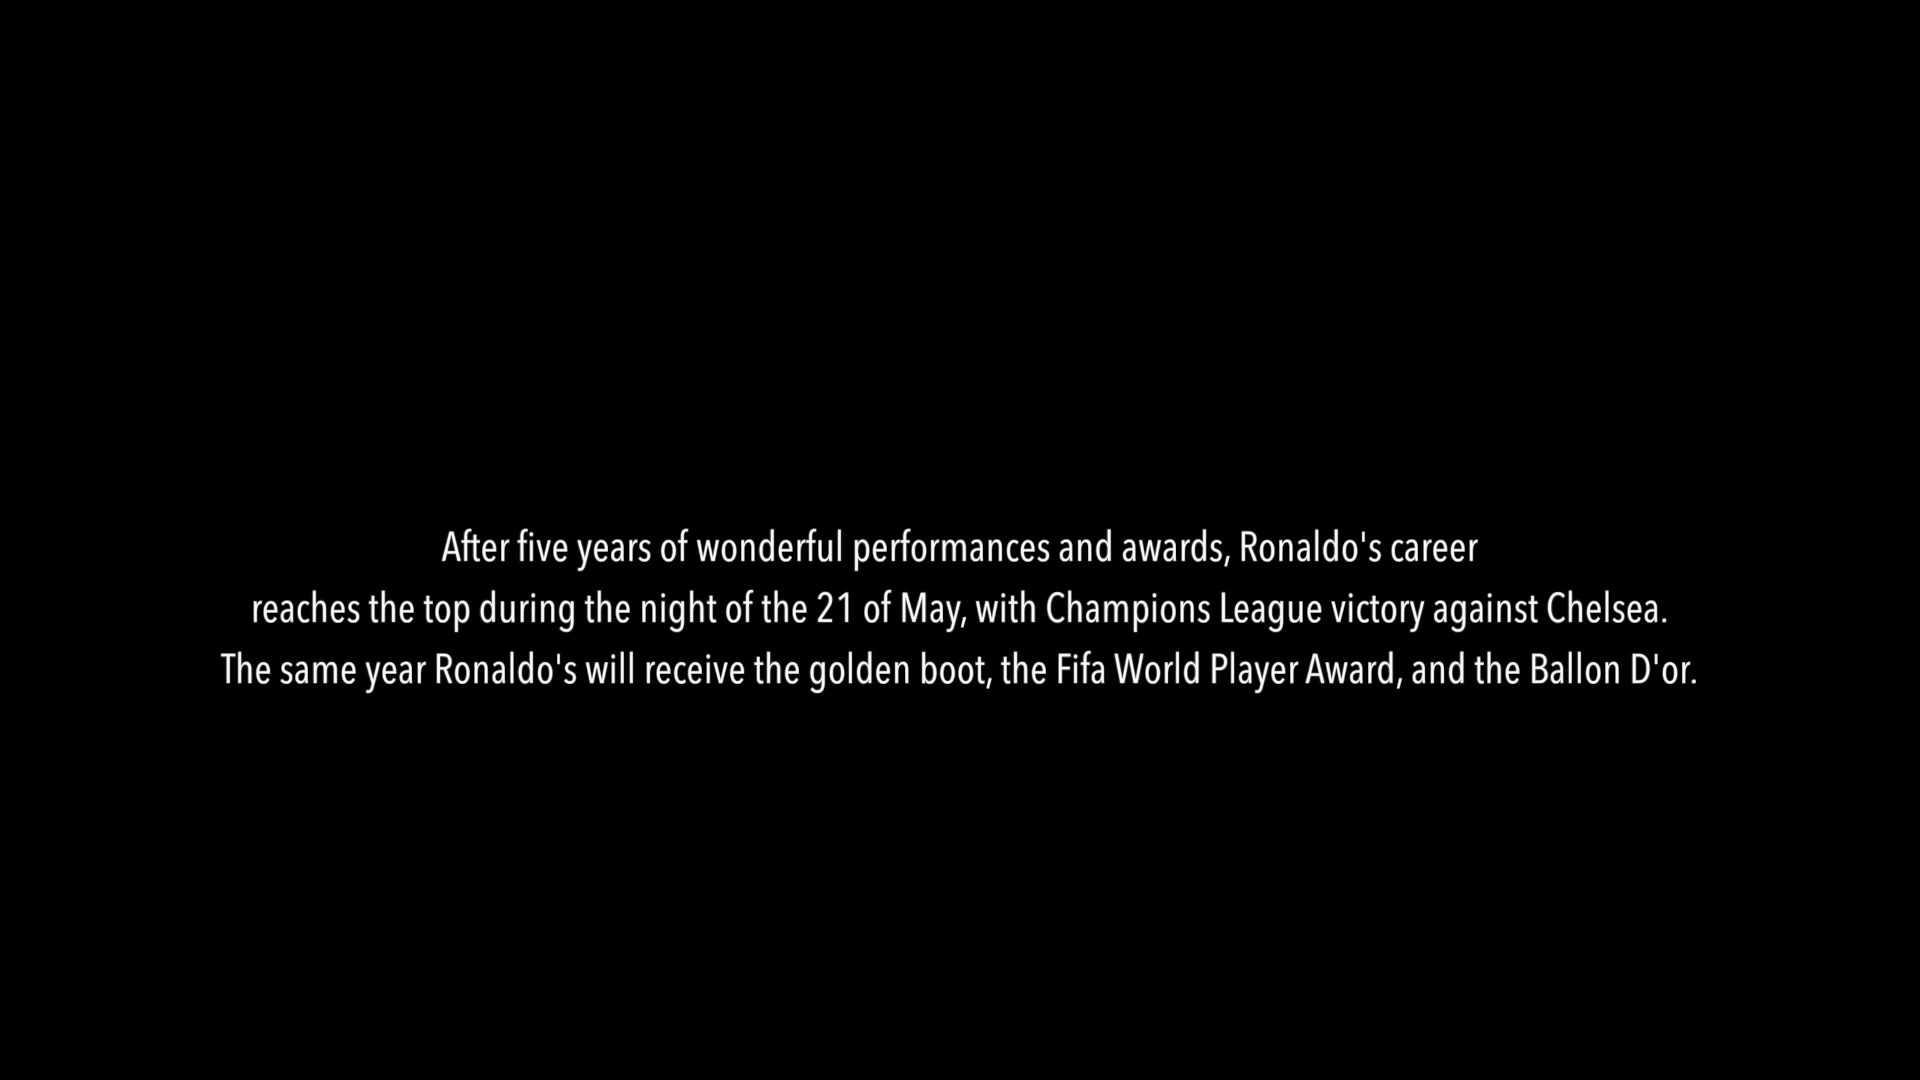 After five years of wonderful performances and awards, Ronaldo's career
reaches the top during the night of the 21 of May, with Champions League victory against Chelsea.
The same year Ronaldo's will receive the golden boot, the Fifa World Player Award, and the Ballon D'or.